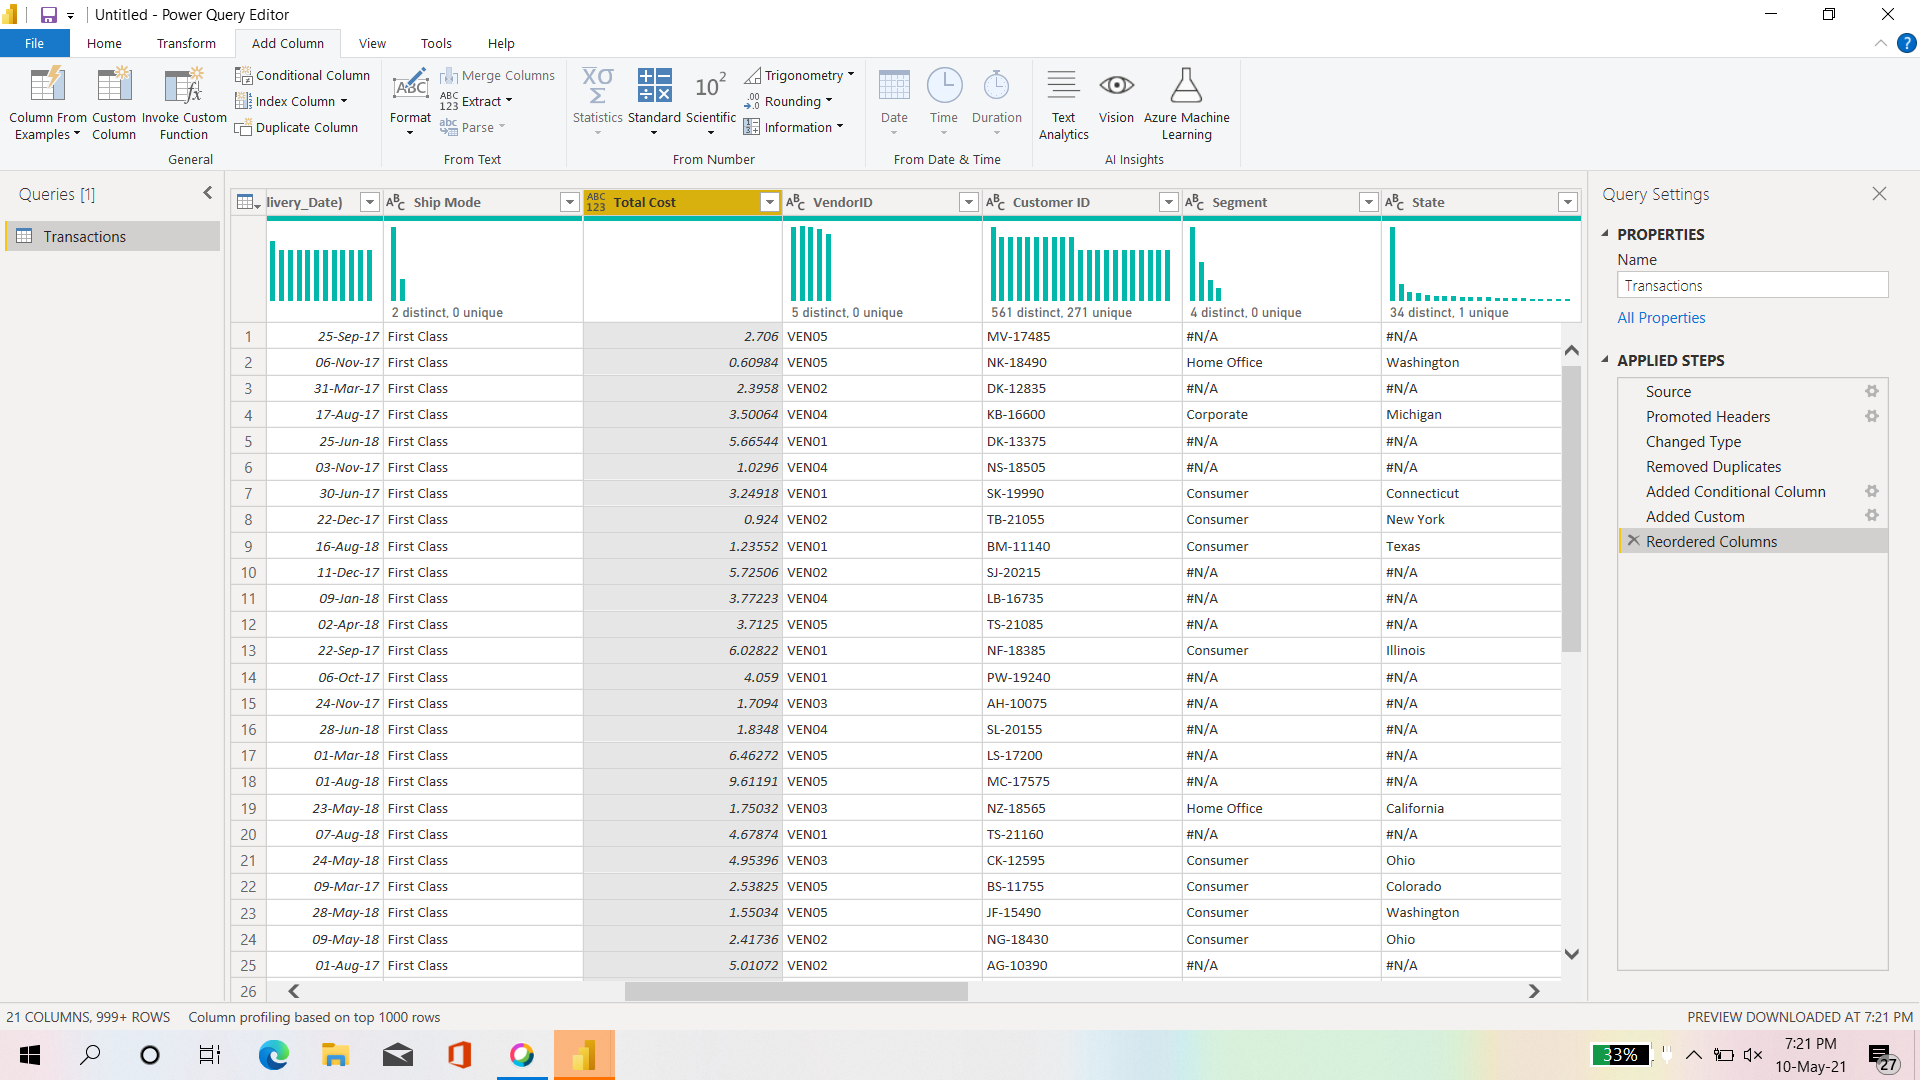 Untitled - Power Query Editor
File Home Transform Add Column View Tools Help
Column From Examples
Custom Column
Invoke Custom Function
Conditional Column
Index Column
Duplicate Column
General
Format
Merge Columns
Extract
Parse
From Text
Statistics
Standard
Scientific
Trigonometry
Rounding
Information
From Number
Date
Time
Duration
From Date & Time
Text Analytics
Vision
Azure Machine Learning
AI Insights
Queries [1]
Transactions
livery_Date) Ship Mode Total Cost VendorID Customer ID Segment State
2 distinct, 0 unique 5 distinct, 0 unique 561 distinct, 271 unique 4 distinct, 0 unique 34 distinct, 1 unique
1 25-Sep-17 First Class 2.706 VEN05 MV-17485 #N/A #N/A
2 06-Nov-17 First Class 0.60984 VEN05 NK-18490 Home Office Washington
3 31-Mar-17 First Class 2.3958 VEN02 DK-12835 #N/A #N/A
4 17-Aug-17 First Class 3.50064 VEN04 KB-16600 Corporate Michigan
5 25-Jun-18 First Class 5.66544 VEN01 DK-13375 #N/A #N/A
6 03-Nov-17 First Class 1.0296 VEN04 NS-18505 #N/A #N/A
7 30-Jun-17 First Class 3.24918 VEN01 SK-19990 Consumer Connecticut
8 22-Dec-17 First Class 0.924 VEN02 TB-21055 Consumer New York
9 16-Aug-18 First Class 1.23552 VEN01 BM-11140 Consumer Texas
10 11-Dec-17 First Class 5.72506 VEN02 SJ-20215 #N/A #N/A
11 09-Jan-18 First Class 3.77223 VEN04 LB-16735 #N/A #N/A
12 02-Apr-18 First Class 3.7125 VEN05 TS-21085 #N/A #N/A
13 22-Sep-17 First Class 6.02822 VEN01 NF-18385 Consumer Illinois
14 06-Oct-17 First Class 4.059 VEN01 PW-19240 #N/A #N/A
15 24-Nov-17 First Class 1.7094 VEN03 AH-10075 #N/A #N/A
16 28-Jun-18 First Class 1.8348 VEN04 SL-20155 #N/A #N/A
17 01-Mar-18 First Class 6.46272 VEN05 LS-17200 #N/A #N/A
18 01-Aug-18 First Class 9.61191 VEN05 MC-17575 #N/A #N/A
19 23-May-18 First Class 1.75032 VEN03 NZ-18565 Home Office California
20 07-Aug-18 First Class 4.67874 VEN01 TS-21160 #N/A #N/A
21 24-May-18 First Class 4.95396 VEN03 CK-12595 Consumer Ohio
22 09-Mar-17 First Class 2.53825 VEN05 BS-11755 Consumer Colorado
23 28-May-18 First Class 1.55034 VEN05 JF-15490 Consumer Washington
24 09-May-18 First Class 2.41736 VEN02 NG-18430 Consumer Ohio
25 01-Aug-17 First Class 5.01072 VEN02 AG-10390 #N/A #N/A
26
Query Settings
PROPERTIES
Name
Transactions
All Properties
APPLIED STEPS
Source
Promoted Headers
Changed Type
Removed Duplicates
Added Conditional Column
Added Custom
Reordered Columns
21 COLUMNS, 999+ ROWS Column profiling based on top 1000 rows PREVIEW DOWNLOADED AT 7:21 PM
33%
7:21 PM
10-May-21
27